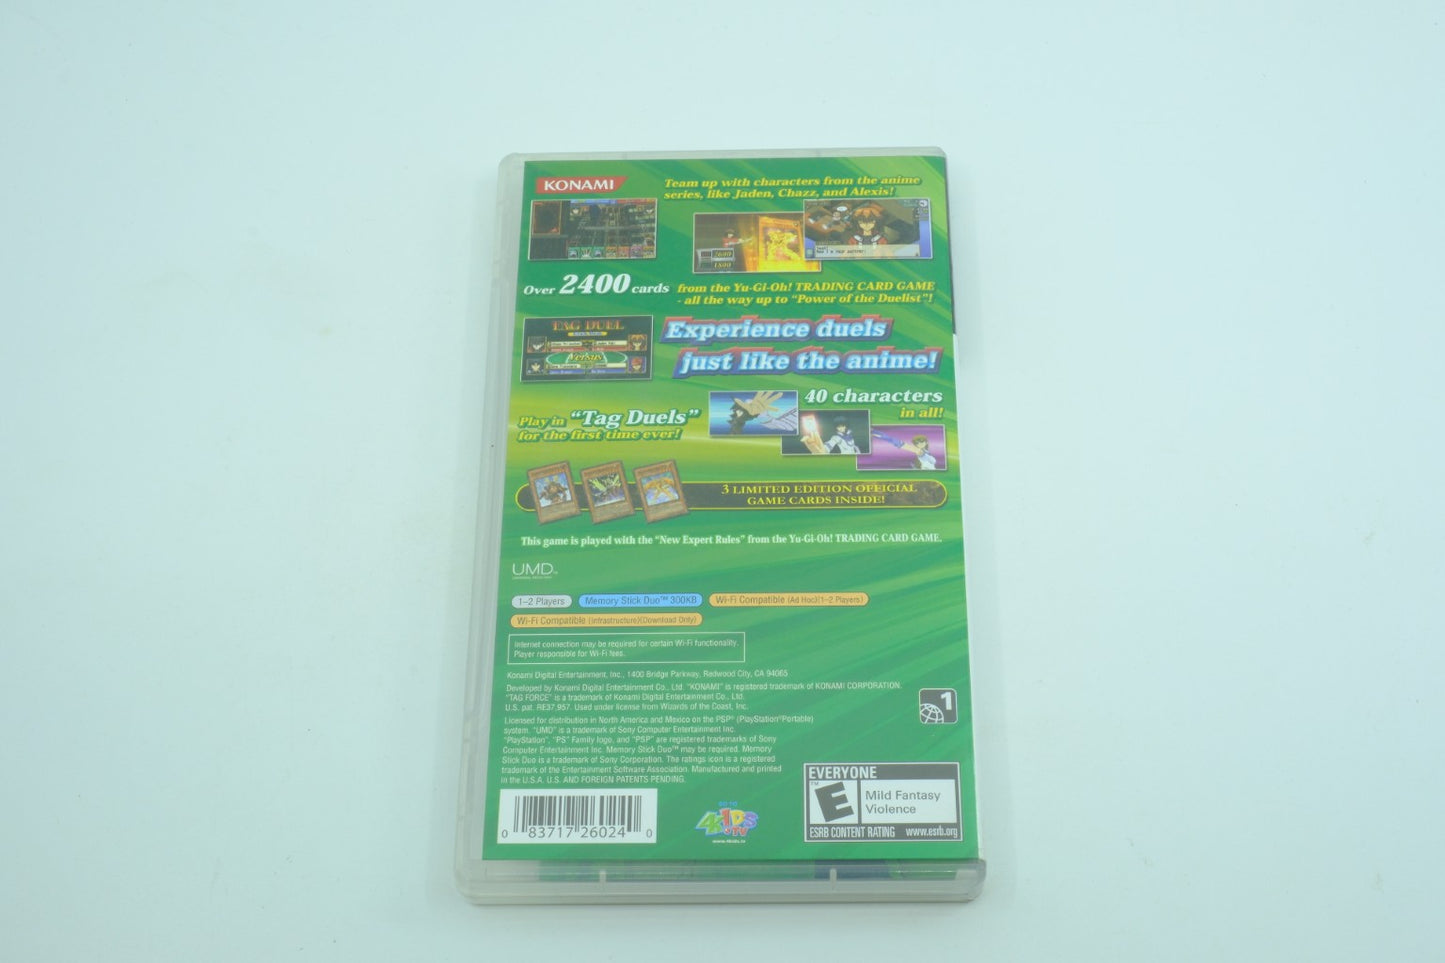 KONAMI
Team up with characters from the anime
series, like Jaden, Chazz, and Alexis!
Over 2400 cards
from the Yu-Gi-Oh! TRADING CARD GAME
- all the way up to "Power of the Duelist"!
TAG DUEL
Versus
Experience duels
just like the anime!
40 characters
in all!
Play in "Tag Duels"
for the first time ever!
3 LIMITED EDITION OFFICIAL
GAME CARDS INSIDE!
This game is played with the "New Expert Rules" from the Yu-Gi-Oh! TRADING CARD GAME.
UMD™
1-2 Players
Memory Stick Duo™ 300KB
Wi-Fi Compatible (Ad Hoc)(1-2 Players)
Wi-Fi Compatible (Infrastructure)(Download Only)
Internet connection may be required for certain Wi-Fi functionality.
Player responsible for Wi-Fi fees.
Konami Digital Entertainment, Inc., 1400 Bridge Parkway, Redwood City, CA 94065
Developed by Konami Digital Entertainment Co., Ltd. "KONAMI" is registered trademark of KONAMI CORPORATION.
"TAG FORCE" is a trademark of Konami Digital Entertainment Co., Ltd.
U.S. pat. RE37,957. Used under license from Wizards of the Coast, Inc.
Licensed for distribution in North America and Mexico on the PSP® (PlayStation®Portable)
system. "UMD" is a trademark of Sony Computer Entertainment Inc.
"PlayStation", "PS" Family logo, and "PSP" are registered trademarks of Sony
Computer Entertainment Inc. Memory Stick Duo™ may be required. Memory
Stick Duo is a trademark of Sony Corporation. The ratings icon is a registered
trademark of the Entertainment Software Association. Manufactured and printed
in the U.S.A. U.S. AND FOREIGN PATENTS PENDING.
1
EVERYONE
E
Mild Fantasy
Violence
ESRB CONTENT RATING www.esrb.org
0 83717 26024 0
GO TO
4KiDS.TV
www.4kids.tv